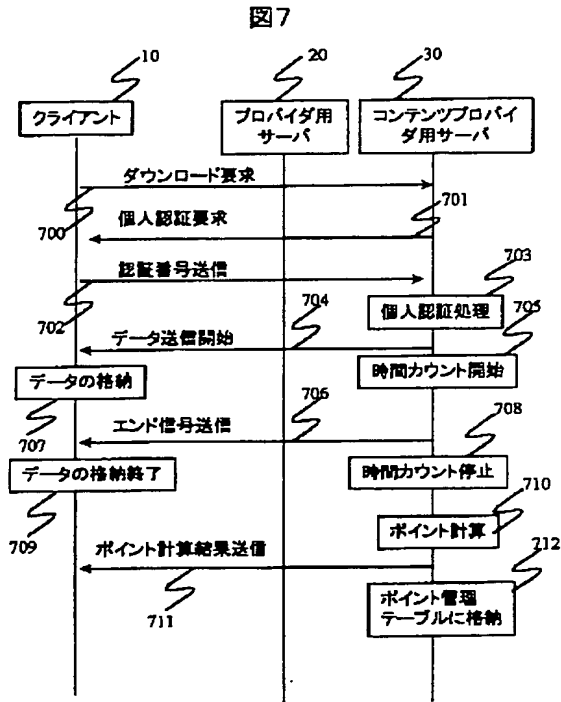 図7
10
20
30
クライアント
プロバイダ用
サーバ
コンテンツプロバイ
ダ用サーバ
ダウンロード要求
700
701
個人認証要求
認証番号送信
702
703
個人認証処理
704
705
データ送信開始
時間カウント開始
データの格納
706
707
エンド信号送信
708
データの格納終了
時間カウント停止
709
710
ポイント計算
ポイント計算結果送信
711
712
ポイント管理
テーブルに格納